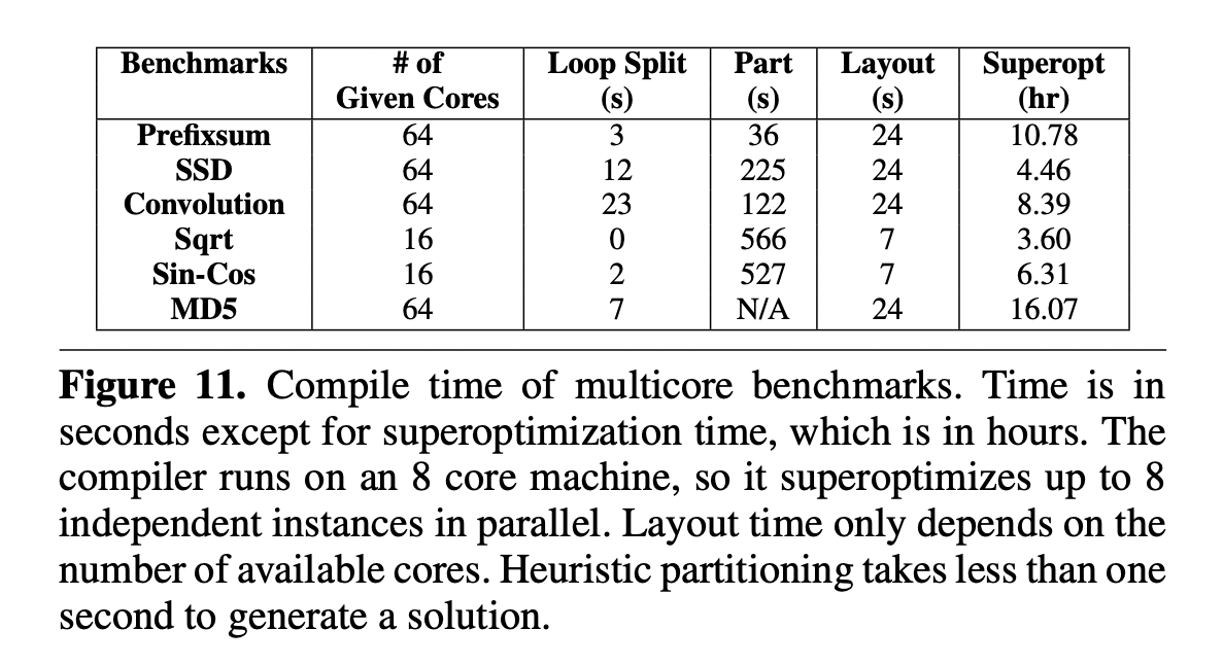 Benchmarks # of Loop Split Part Layout Superopt
Given Cores (s) (s) (s) (hr)
Prefixsum 64 3 36 24 10.78
SSD 64 12 225 24 4.46
Convolution 64 23 122 24 8.39
Sqrt 16 0 566 7 3.60
Sin-Cos 16 2 527 7 6.31
MD5 64 7 N/A 24 16.07
Figure 11. Compile time of multicore benchmarks. Time is in
seconds except for superoptimization time, which is in hours. The
compiler runs on an 8 core machine, so it superoptimizes up to 8
independent instances in parallel. Layout time only depends on the
number of available cores. Heuristic partitioning takes less than one
second to generate a solution.